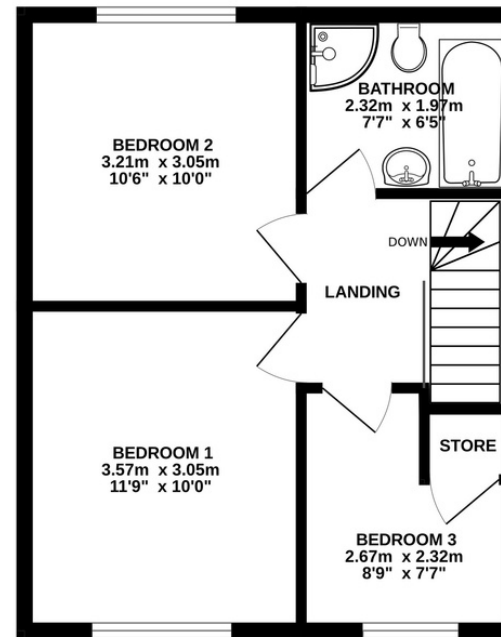 BATHROOM
2.32m x 1.97m
7'7" x 6'5"
BEDROOM 2
3.21m x 3.05m
10'6" x 10'0"
DOWN
LANDING
BEDROOM 1
3.57m x 3.05m
11'9" x 10'0"
STORE
BEDROOM 3
2.67m x 2.32m
8'9" x 7'7"